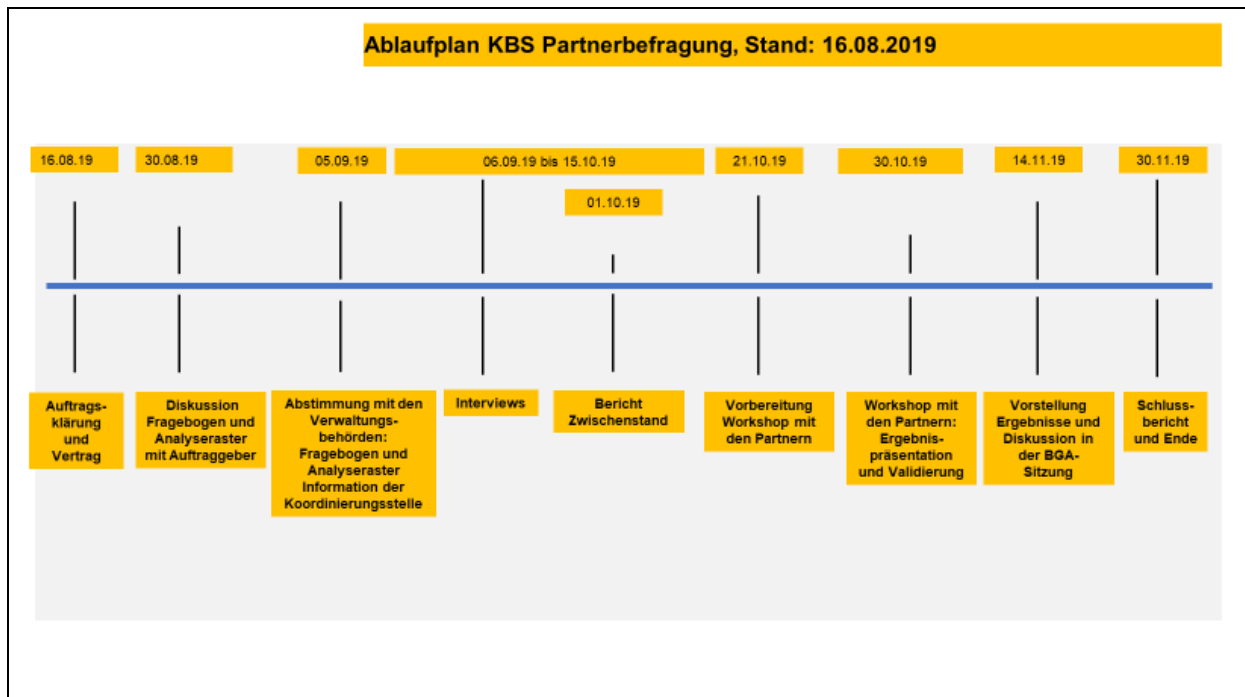 Ablaufplan KBS Partnerbefragung, Stand: 16.08.2019
16.08.19
30.08.19
05.09.19
06.09.19 bis 15.10.19
21.10.19
30.10.19
14.11.19
30.11.19
01.10.19
Auftrags-
klärung
und
Vertrag
Diskussion
Fragebogen und
Analyseraster
mit Auftraggeber
Abstimmung mit den
Verwaltungs-
behörden:
Fragebogen und
Analyseraster
Information der
Koordinierungsstelle
Interviews
Bericht
Zwischenstand
Vorbereitung
Workshop mit
den Partnern
Workshop mit
den Partnern:
Ergebnis-
präsentation
und Validierung
Vorstellung
Ergebnisse und
Diskussion in
der BGA-
Sitzung
Schluss-
bericht
und Ende